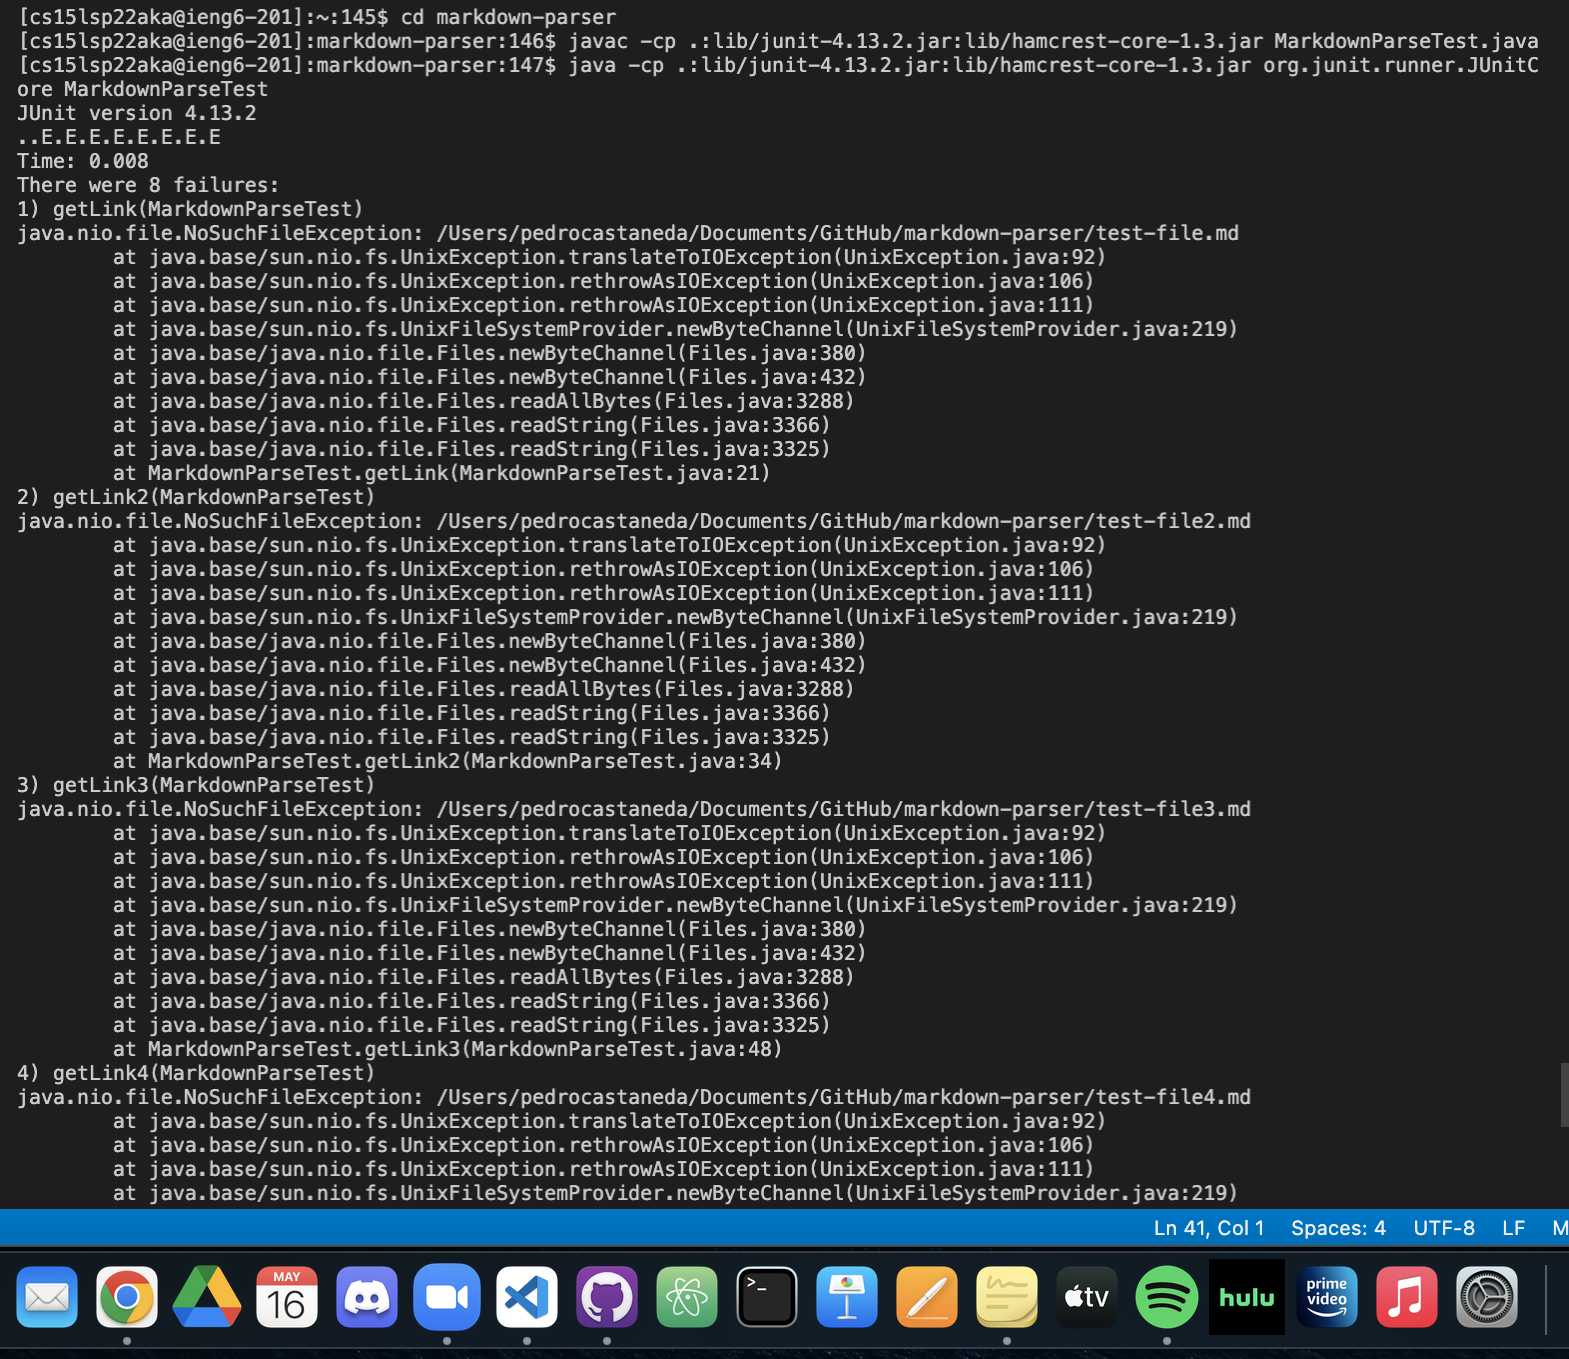 [cs15lsp22aka@ieng6-201]:~:145$ cd markdown-parser
[cs15lsp22aka@ieng6-201]:markdown-parser:146$ javac -cp .:lib/junit-4.13.2.jar:lib/hamcrest-core-1.3.jar MarkdownParseTest.java
[cs15lsp22aka@ieng6-201]:markdown-parser:147$ java -cp .:lib/junit-4.13.2.jar:lib/hamcrest-core-1.3.jar org.junit.runner.JUnitC
ore MarkdownParseTest
JUnit version 4.13.2
..E.E.E.E.E.E.E.E
Time: 0.008
There were 8 failures:
1) getLink(MarkdownParseTest)
java.nio.file.NoSuchFileException: /Users/pedrocastaneda/Documents/GitHub/markdown-parser/test-file.md
at java.base/sun.nio.fs.UnixException.translateToIOException(UnixException.java:92)
at java.base/sun.nio.fs.UnixException.rethrowAsIOException(UnixException.java:106)
at java.base/sun.nio.fs.UnixException.rethrowAsIOException(UnixException.java:111)
at java.base/sun.nio.fs.UnixFileSystemProvider.newByteChannel(UnixFileSystemProvider.java:219)
at java.base/java.nio.file.Files.newByteChannel(Files.java:380)
at java.base/java.nio.file.Files.newByteChannel(Files.java:432)
at java.base/java.nio.file.Files.readAllBytes(Files.java:3288)
at java.base/java.nio.file.Files.readString(Files.java:3366)
at java.base/java.nio.file.Files.readString(Files.java:3325)
at MarkdownParseTest.getLink(MarkdownParseTest.java:21)
2) getLink2(MarkdownParseTest)
java.nio.file.NoSuchFileException: /Users/pedrocastaneda/Documents/GitHub/markdown-parser/test-file2.md
at java.base/sun.nio.fs.UnixException.translateToIOException(UnixException.java:92)
at java.base/sun.nio.fs.UnixException.rethrowAsIOException(UnixException.java:106)
at java.base/sun.nio.fs.UnixException.rethrowAsIOException(UnixException.java:111)
at java.base/sun.nio.fs.UnixFileSystemProvider.newByteChannel(UnixFileSystemProvider.java:219)
at java.base/java.nio.file.Files.newByteChannel(Files.java:380)
at java.base/java.nio.file.Files.newByteChannel(Files.java:432)
at java.base/java.nio.file.Files.readAllBytes(Files.java:3288)
at java.base/java.nio.file.Files.readString(Files.java:3366)
at java.base/java.nio.file.Files.readString(Files.java:3325)
at MarkdownParseTest.getLink2(MarkdownParseTest.java:34)
3) getLink3(MarkdownParseTest)
java.nio.file.NoSuchFileException: /Users/pedrocastaneda/Documents/GitHub/markdown-parser/test-file3.md
at java.base/sun.nio.fs.UnixException.translateToIOException(UnixException.java:92)
at java.base/sun.nio.fs.UnixException.rethrowAsIOException(UnixException.java:106)
at java.base/sun.nio.fs.UnixException.rethrowAsIOException(UnixException.java:111)
at java.base/sun.nio.fs.UnixFileSystemProvider.newByteChannel(UnixFileSystemProvider.java:219)
at java.base/java.nio.file.Files.newByteChannel(Files.java:380)
at java.base/java.nio.file.Files.newByteChannel(Files.java:432)
at java.base/java.nio.file.Files.readAllBytes(Files.java:3288)
at java.base/java.nio.file.Files.readString(Files.java:3366)
at java.base/java.nio.file.Files.readString(Files.java:3325)
at MarkdownParseTest.getLink3(MarkdownParseTest.java:48)
4) getLink4(MarkdownParseTest)
java.nio.file.NoSuchFileException: /Users/pedrocastaneda/Documents/GitHub/markdown-parser/test-file4.md
at java.base/sun.nio.fs.UnixException.translateToIOException(UnixException.java:92)
at java.base/sun.nio.fs.UnixException.rethrowAsIOException(UnixException.java:106)
at java.base/sun.nio.fs.UnixException.rethrowAsIOException(UnixException.java:111)
at java.base/sun.nio.fs.UnixFileSystemProvider.newByteChannel(UnixFileSystemProvider.java:219)
Ln 41, Col 1 Spaces: 4 UTF-8 LF M
MAY
16
>_
tv
hulu
prime
video